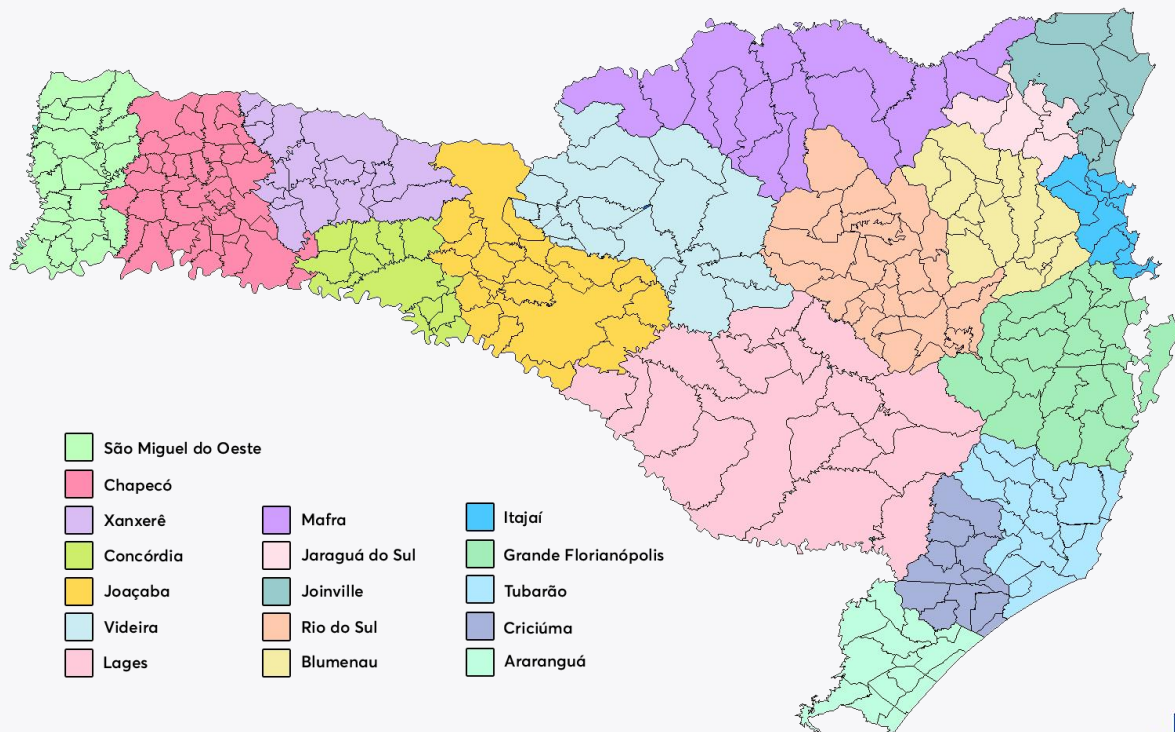 São Miguel do Oeste
Chapecó
Xanxerê
Concórdia
Joaçaba
Videira
Lages
Mafra
Jaraguá do Sul
Joinville
Rio do Sul
Blumenau
Itajaí
Grande Florianópolis
Tubarão
Criciúma
Araranguá